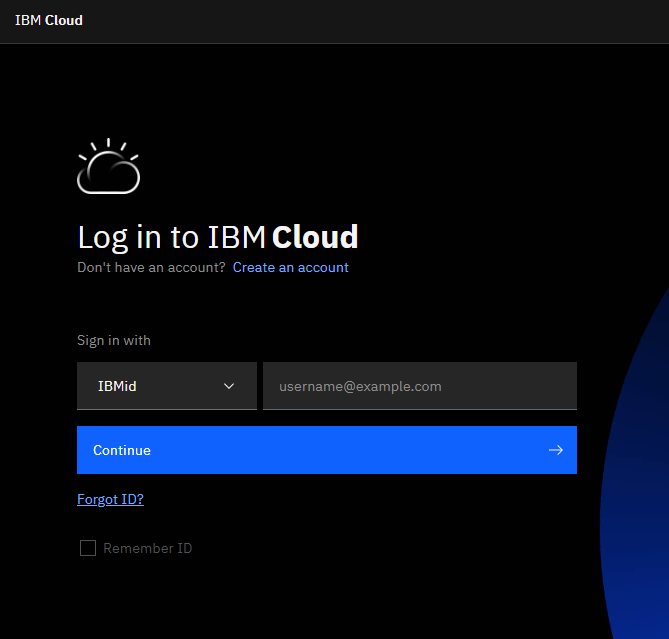 IBM Cloud
Log in to IBM Cloud
Don't have an account? Create an account
Sign in with
IBMid username@example.com
Continue
Forgot ID?
Remember ID